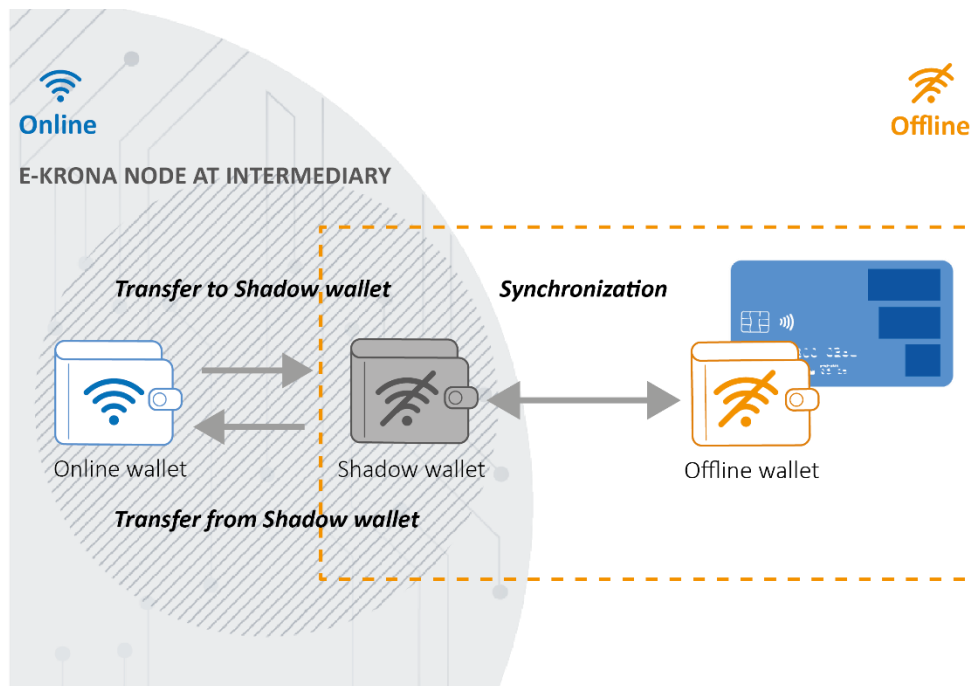 Online
Offline
E-KRONA NODE AT INTERMEDIARY
Transfer to Shadow wallet
Synchronization
Online wallet
Shadow wallet
Offline wallet
Transfer from Shadow wallet